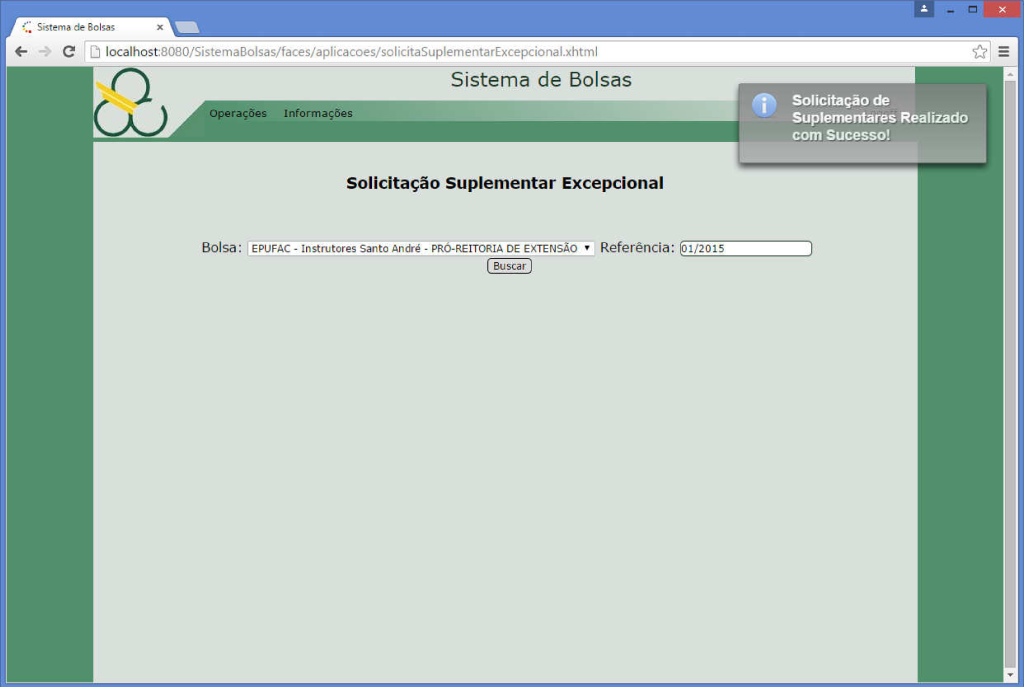 Sistema de Bolsas
localhost:8080/SistemaBolsas/faces/aplicacoes/solicitaSuplementarExcepcional.xhtml
Sistema de Bolsas
Operações Informações
Solicitação de
Suplementares Realizado
com Sucesso!
Solicitação Suplementar Excepcional
Bolsa: EPUFAC - Instrutores Santo André - PRÓ-REITORIA DE EXTENSÃO Referência: 01/2015
Buscar